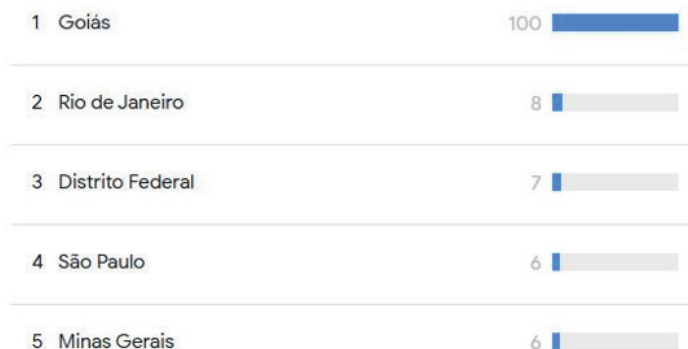 1 Goiás 100
2 Rio de Janeiro 8
3 Distrito Federal 7
4 São Paulo 6
5 Minas Gerais 6